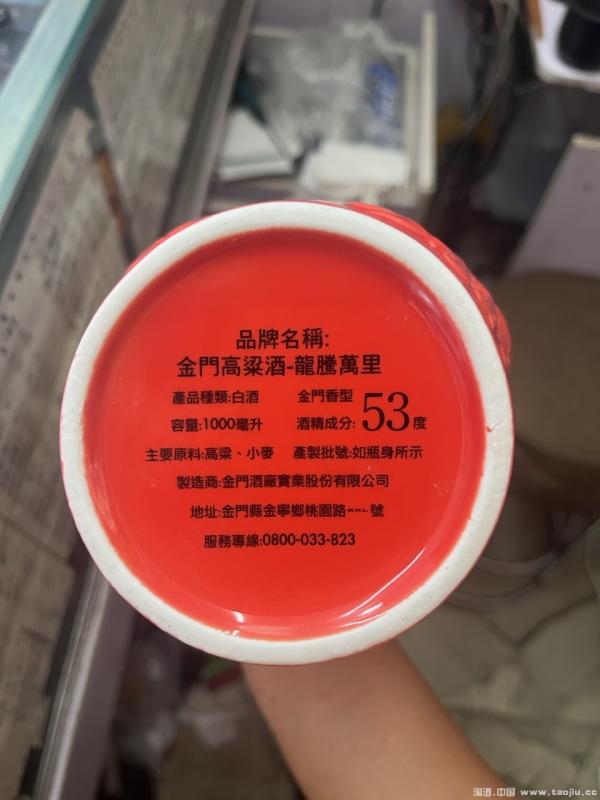 品牌名稱:
金門高粱酒-龍騰萬里
產品種類:白酒 金門香型
容量:1000毫升 酒精成分:53度
主要原料:高粱、小麥 產製批號:如瓶身所示
製造商:金門酒廠實業股份有限公司
地址:金門縣金寧鄉桃園路 號
服務專線:0800-033-823
淘酒.中国 www.taojiu.cc